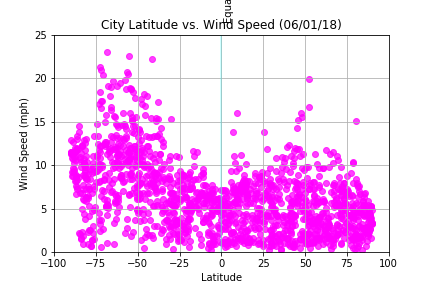 Equa
City Latitude vs. Wind Speed (06/01/18)
25
20
15
10
5
0
Wind Speed (mph)
−100 −75 −50 −25 0 25 50 75 100
Latitude